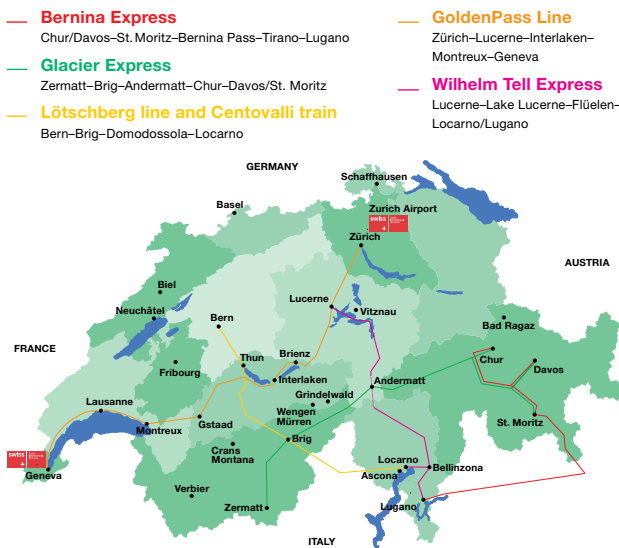 Bernina Express
Chur/Davos–St. Moritz–Bernina Pass–Tirano–Lugano
Glacier Express
Zermatt–Brig–Andermatt–Chur–Davos/St. Moritz
Lötschberg line and Centovalli train
Bern–Brig–Domodossola–Locarno
GoldenPass Line
Zürich–Lucerne–Interlaken–
Montreux–Geneva
Wilhelm Tell Express
Lucerne–Lake Lucerne–Flüelen–
Locarno/Lugano
GERMANY
Schaffhausen
Basel
Zurich Airport
swiss
Zürich
AUSTRIA
Biel
Neuchâtel
Bern
Lucerne
Vitznau
Bad Ragaz
FRANCE
Fribourg
Thun
Brienz
Interlaken
Chur
Davos
Andermatt
Grindelwald
Lausanne
Wengen
Mürren
Gstaad
Montreux
St. Moritz
Brig
Crans
Montana
swiss
Geneva
Locarno
Ascona
Bellinzona
Verbier
Zermatt
Lugano
ITALY